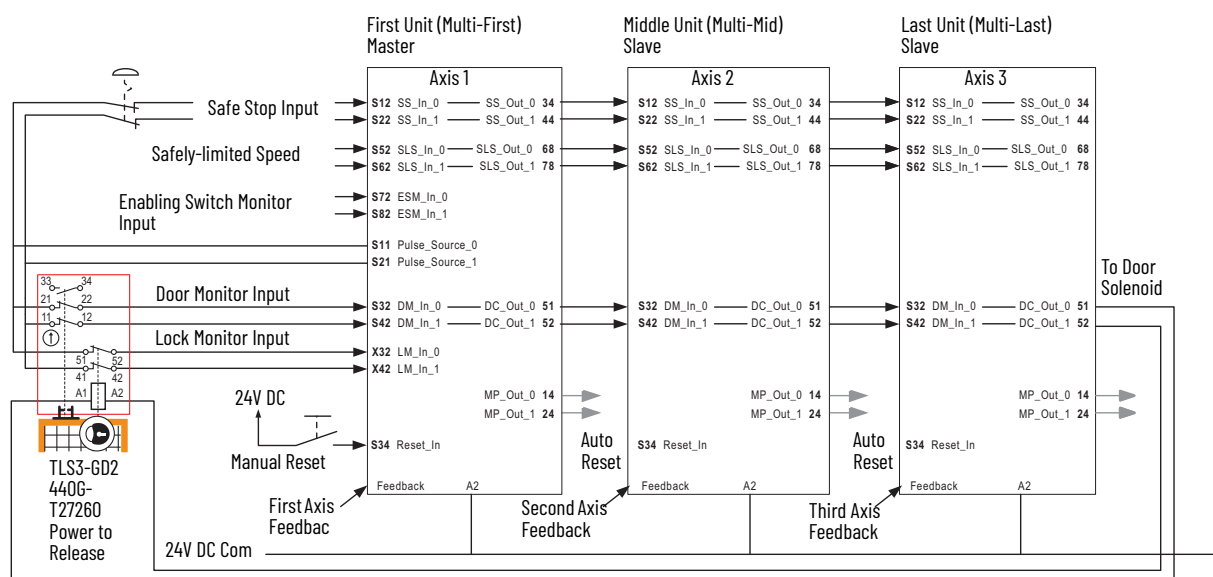 First Unit (Multi-First)
Master
Middle Unit (Multi-Mid)
Slave
Last Unit (Multi-Last)
Slave
Axis 1
Axis 2
Axis 3
Safe Stop Input
S12 SS_In_0 SS_Out_0 34
S22 SS_In_1 SS_Out_1 44
S12 SS_In_0 SS_Out_0 34
S22 SS_In_1 SS_Out_1 44
S12 SS_In_0 SS_Out_0 34
S22 SS_In_1 SS_Out_1 44
Safely-limited Speed
S52 SLS_In_0 SLS_Out_0 68
S62 SLS_In_1 SLS_Out_1 78
S52 SLS_In_0 SLS_Out_0 68
S62 SLS_In_1 SLS_Out_1 78
S52 SLS_In_0 SLS_Out_0 68
S62 SLS_In_1 SLS_Out_1 78
Enabling Switch Monitor
Input
S72 ESM_In_0
S82 ESM_In_1
S11 Pulse_Source_0
S21 Pulse_Source_1
To Door
Solenoid
33 34
21 22
11 12
51 52
41 42
A1 A2
Door Monitor Input
S32 DM_In_0 DC_Out_0 51
S42 DM_In_1 DC_Out_1 52
S32 DM_In_0 DC_Out_0 51
S42 DM_In_1 DC_Out_1 52
S32 DM_In_0 DC_Out_0 51
S42 DM_In_1 DC_Out_1 52
Lock Monitor Input
X32 LM_In_0
X42 LM_In_1
MP_Out_0 14
MP_Out_1 24
MP_Out_0 14
MP_Out_1 24
MP_Out_0 14
MP_Out_1 24
24V DC
Manual Reset
S34 Reset_In
Auto
Reset
S34 Reset_In
Auto
Reset
S34 Reset_In
TLS3-GD2
440G-
T27260
Power to
Release
Feedback A2
Feedback A2
Feedback A2
First Axis
Feedbac
Second Axis
Feedback
Third Axis
Feedback
24V DC Com